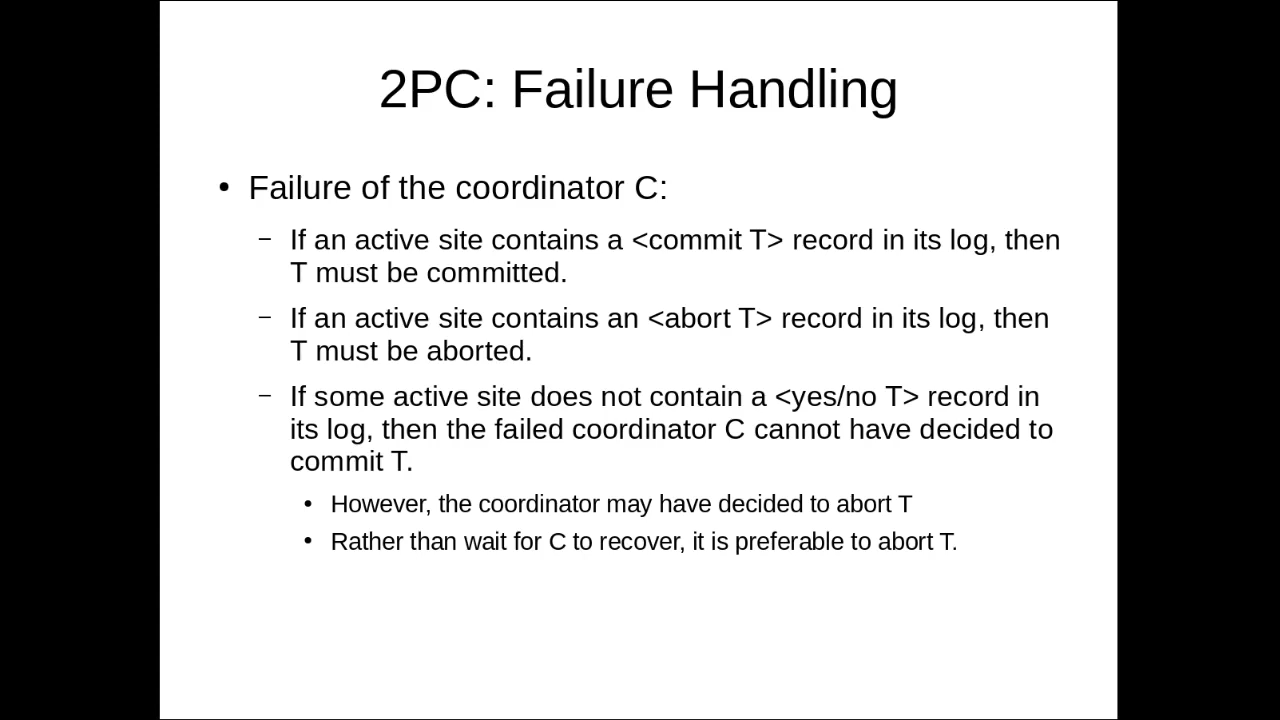 2PC: Failure Handling
• Failure of the coordinator C:
– If an active site contains a <commit T> record in its log, then
T must be committed.
– If an active site contains an <abort T> record in its log, then
T must be aborted.
– If some active site does not contain a <yes/no T> record in
its log, then the failed coordinator C cannot have decided to
commit T.
• However, the coordinator may have decided to abort T
• Rather than wait for C to recover, it is preferable to abort T.